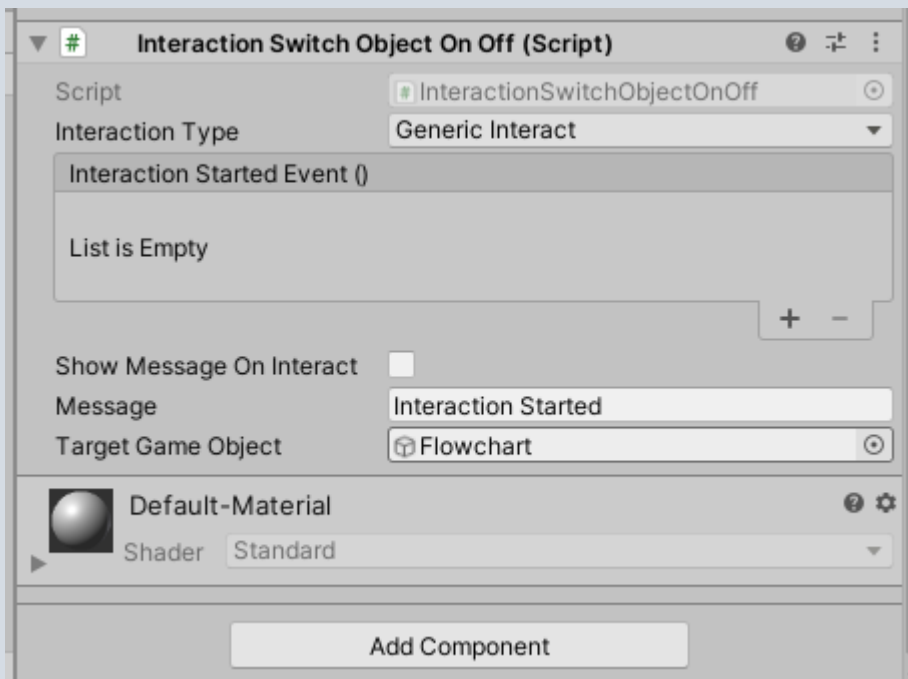 # Interaction Switch Object On Off (Script)
Script # InteractionSwitchObjectOnOff
Interaction Type Generic Interact
Interaction Started Event ()
List is Empty
+ −
Show Message On Interact
Message Interaction Started
Target Game Object Flowchart
Default-Material
Shader Standard
Add Component